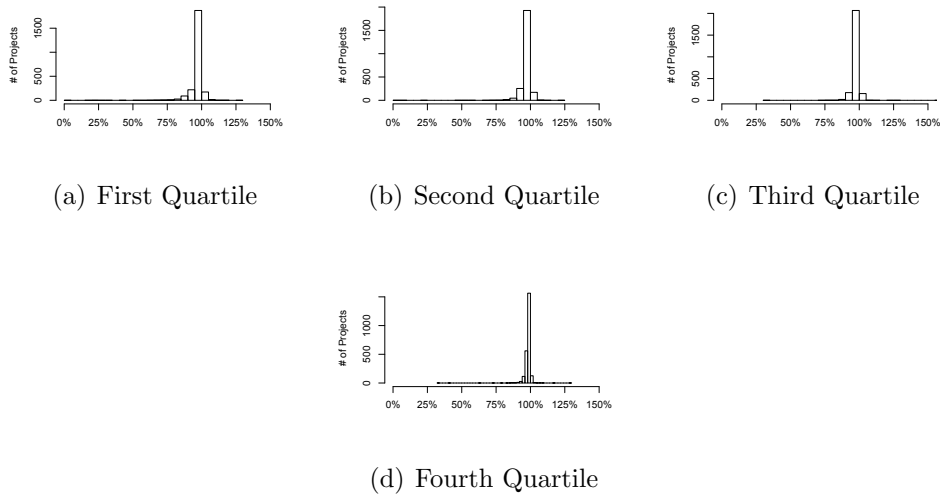 # of Projects
1500
500
0
0% 25% 50% 75% 100% 125% 150%
(a) First Quartile
# of Projects
1500
500
0
0% 25% 50% 75% 100% 125% 150%
(b) Second Quartile
# of Projects
1500
500
0
0% 25% 50% 75% 100% 125% 150%
(c) Third Quartile
# of Projects
1000
500
0
0% 25% 50% 75% 100% 125% 150%
(d) Fourth Quartile